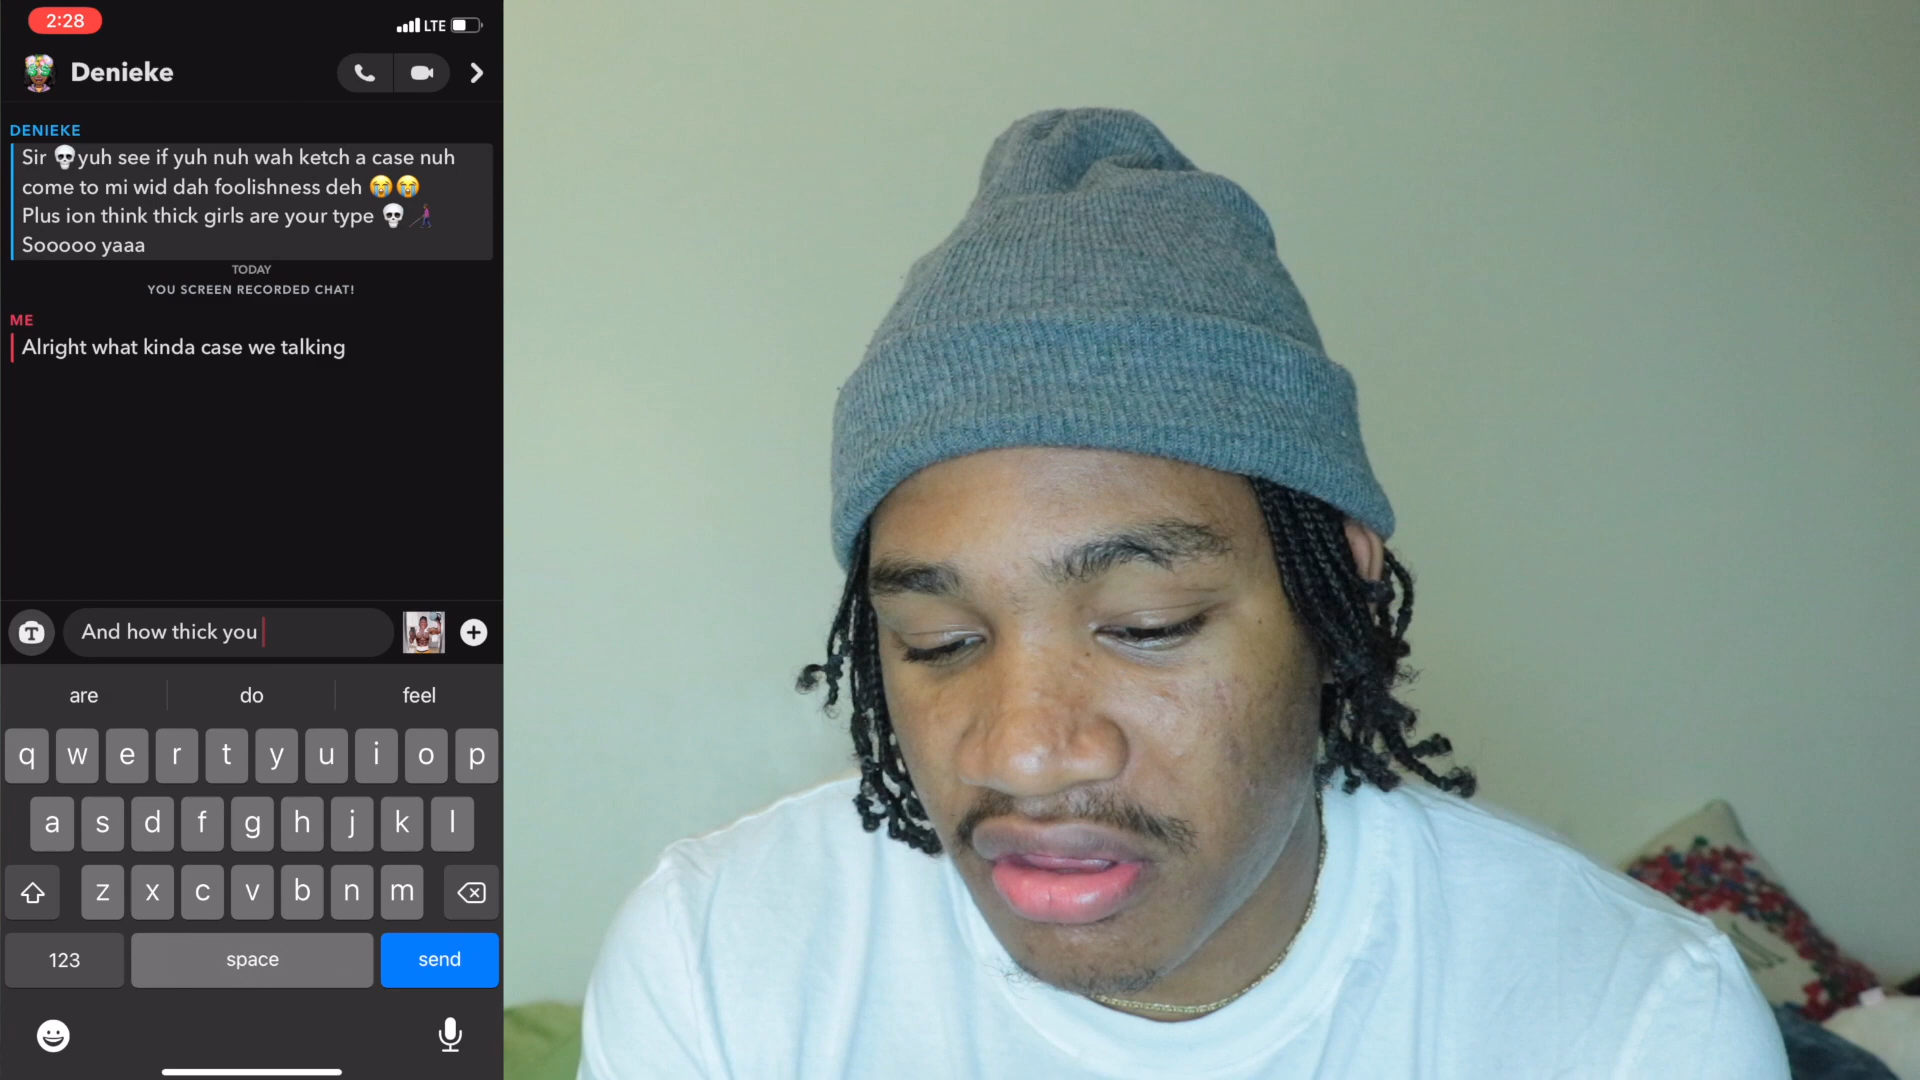 2:28
LTE
Denieke
DENIEKE
Sir 💀yuh see if yuh nuh wah ketch a case nuh
come to mi wid dah foolishness deh 😭😭
Plus ion think thick girls are your type 💀👩🏾‍🦯
Sooooo yaaa
TODAY
YOU SCREEN RECORDED CHAT!
ME
Alright what kinda case we talking
T
And how thick you
are do feel
q w e r t y u i o p
a s d f g h j k l
z x c v b n m
123 space send